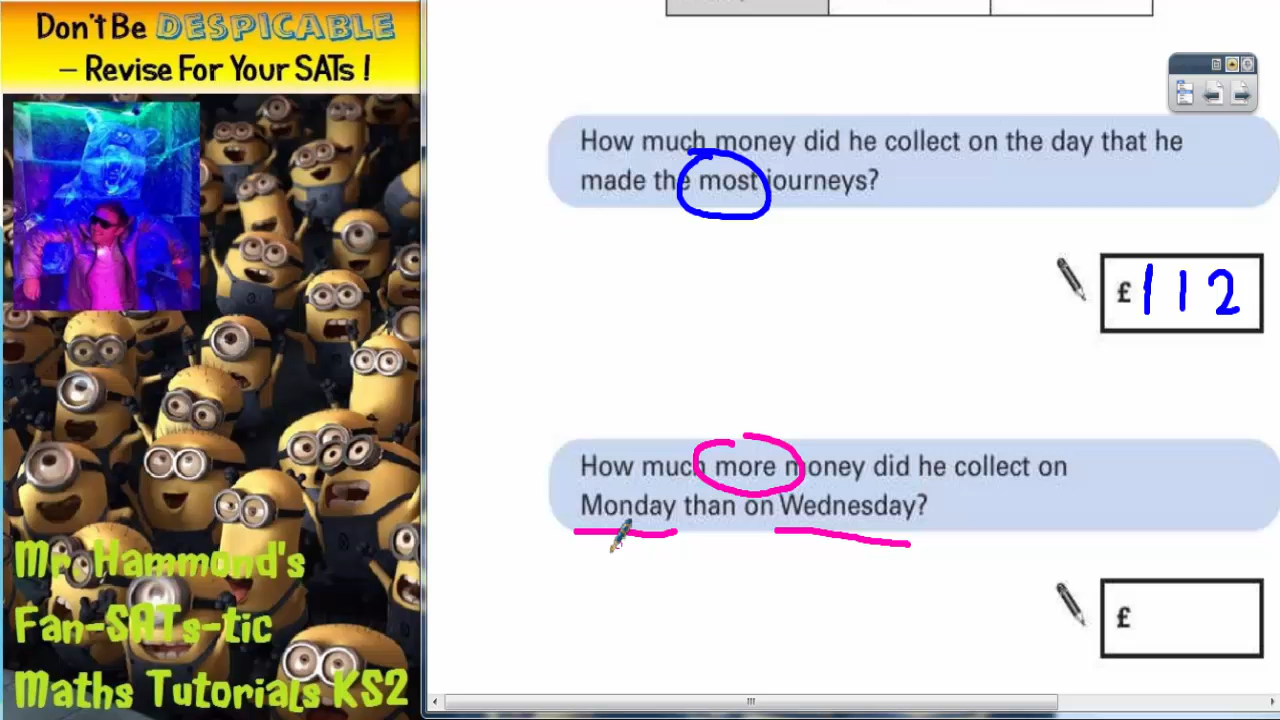 Don't Be DESPICABLE
– Revise For Your SATs !
Mr. Hammond's
Fan-SATs-tic
Maths Tutorials KS2
How much money did he collect on the day that he
made the most journeys?
£ 112
How much more money did he collect on
Monday than on Wednesday?
£